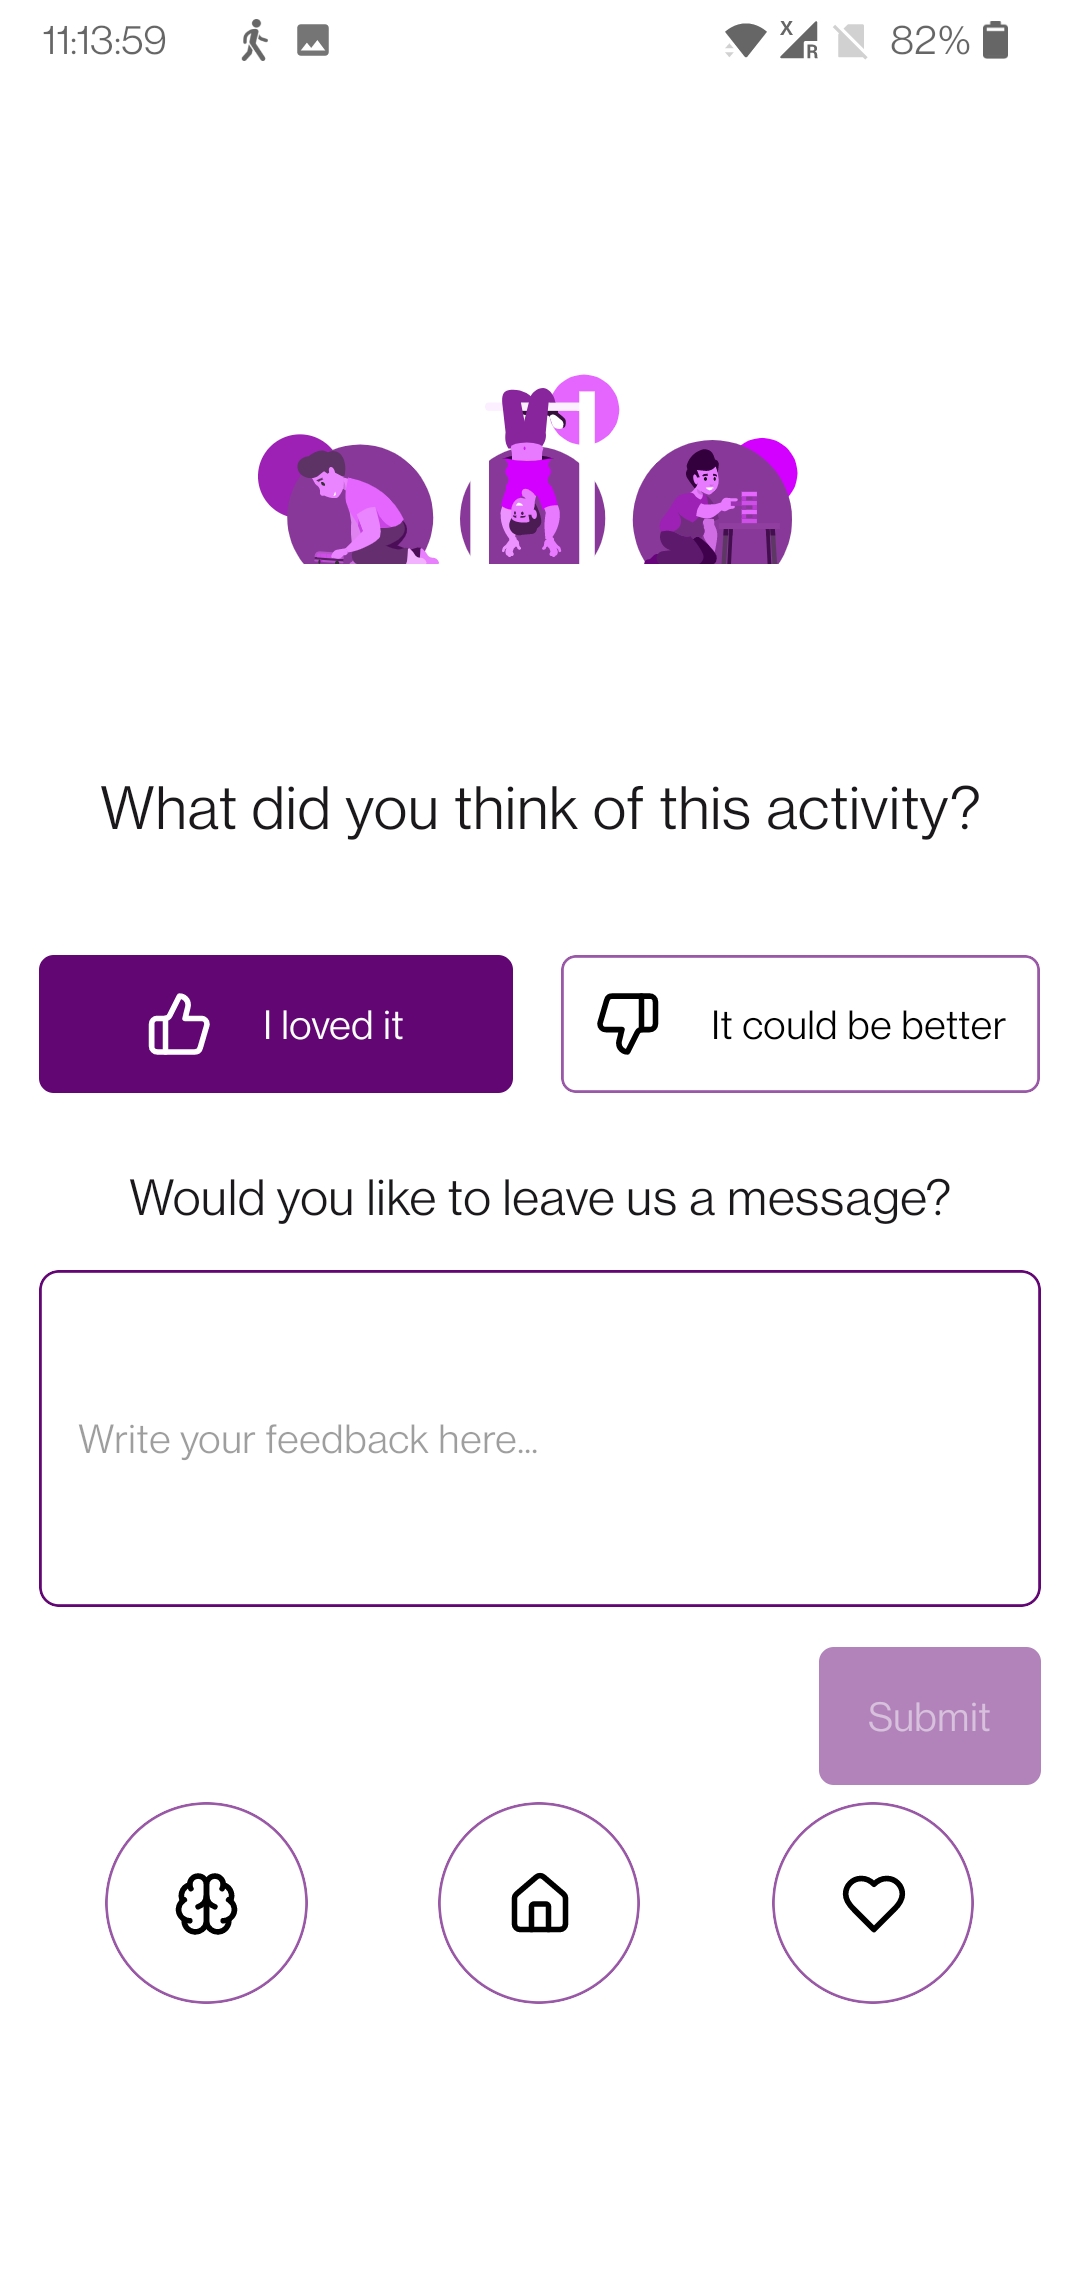 11:13:59
X
R
82%
What did you think of this activity?
I loved it
It could be better
Would you like to leave us a message?
Write your feedback here...
Submit